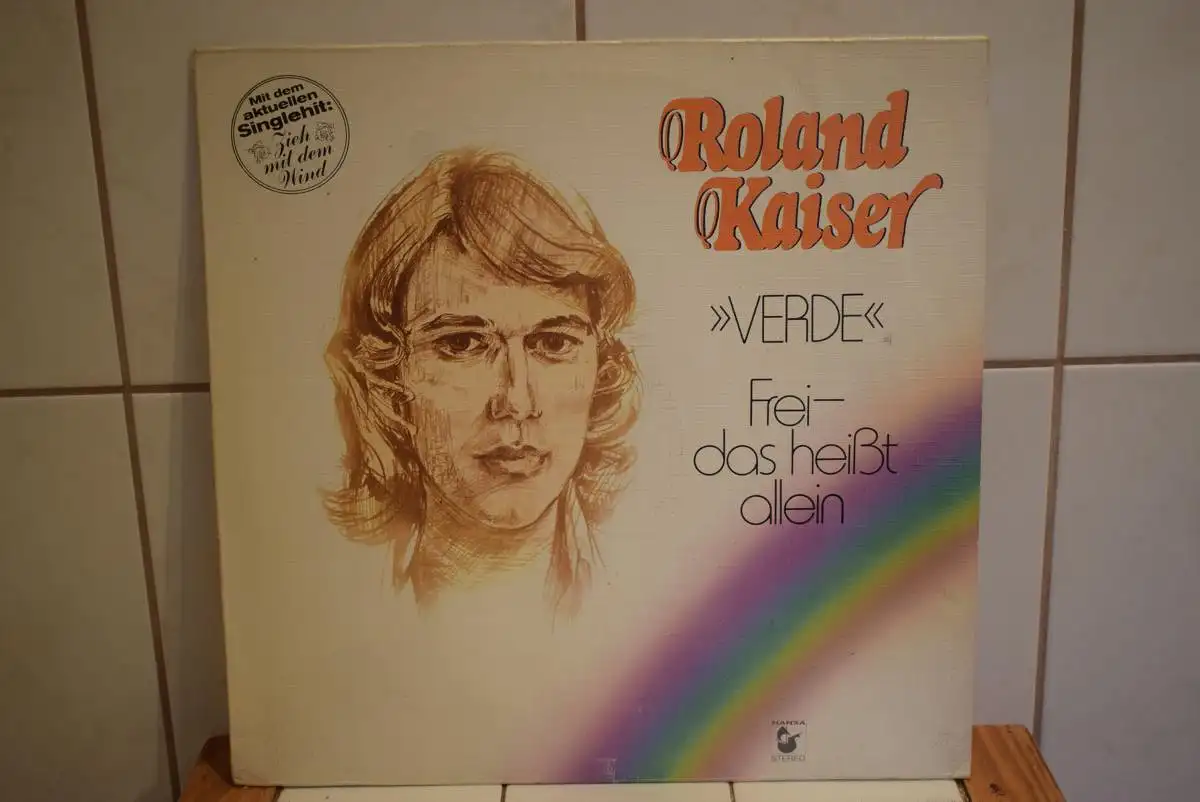 Mit dem
aktuellen
Singlehit:
Zieh
mit dem
Wind
Roland
Kaiser
»VERDE«
Frei—
das heißt
allein
HANSA
STEREO